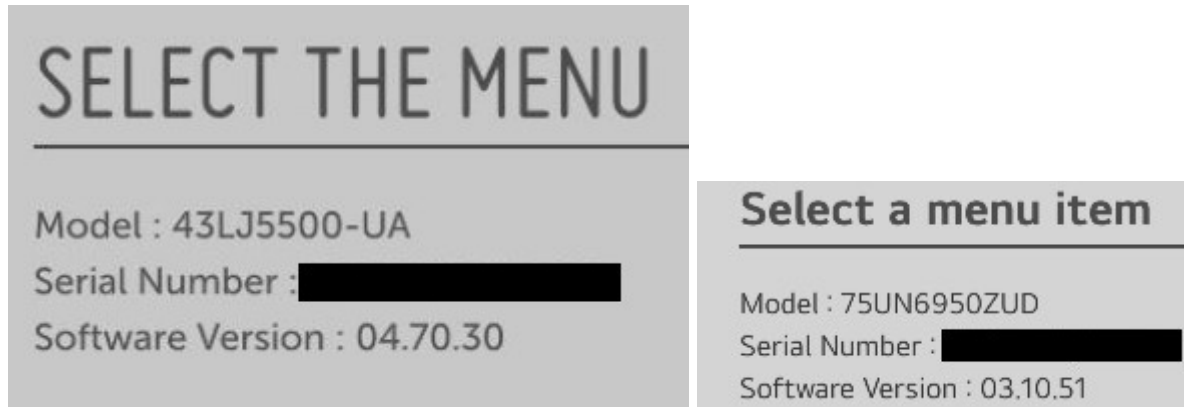 SELECT THE MENU
Model : 43LJ5500-UA
Serial Number :
Software Version : 04.70.30
Select a menu item
Model : 75UN6950ZUD
Serial Number :
Software Version : 03.10.51